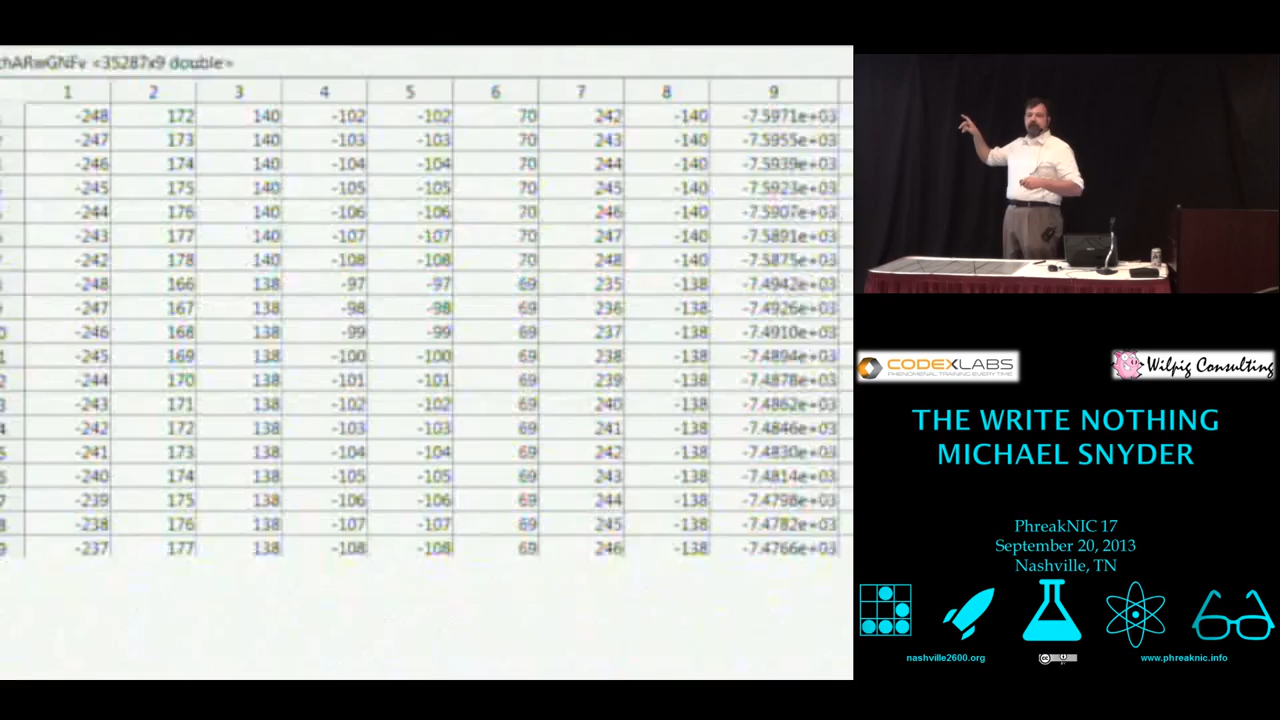 <35287x9 double>
1 2 3 4 5 6 7 8 9
-248 172 140 -102 -102 70 242 -140 -7.5971e+03
-247 173 140 -103 -103 70 243 -140 -7.5955e+03
-246 174 140 -104 -104 70 244 -140 -7.5939e+03
-245 175 140 -105 -105 70 245 -140 -7.5923e+03
-244 176 140 -106 -106 70 246 -140 -7.5907e+03
-243 177 140 -107 -107 70 247 -140 -7.5891e+03
-242 178 140 -108 -108 70 248 -140 -7.5875e+03
-248 166 138 -97 -97 69 235 -138 -7.4942e+03
-247 167 138 -98 -98 69 236 -138 -7.4926e+03
-246 168 138 -99 -99 69 237 -138 -7.4910e+03
-245 169 138 -100 -100 69 238 -138 -7.4894e+03
-244 170 138 -101 -101 69 239 -138 -7.4878e+03
-243 171 138 -102 -102 69 240 -138 -7.4862e+03
-242 172 138 -103 -103 69 241 -138 -7.4846e+03
-241 173 138 -104 -104 69 242 -138 -7.4830e+03
-240 174 138 -105 -105 69 243 -138 -7.4814e+03
-239 175 138 -106 -106 69 244 -138 -7.4798e+03
-238 176 138 -107 -107 69 245 -138 -7.4782e+03
-237 177 138 -108 -108 69 246 -138 -7.4766e+03
CODEXLABS
PHENOMENAL TRAINING EVERY TIME
Wilpig Consulting
THE WRITE NOTHING
MICHAEL SNYDER
PhreakNIC 17
September 20, 2013
Nashville, TN
nashville2600.org
cc
BY
www.phreaknic.info